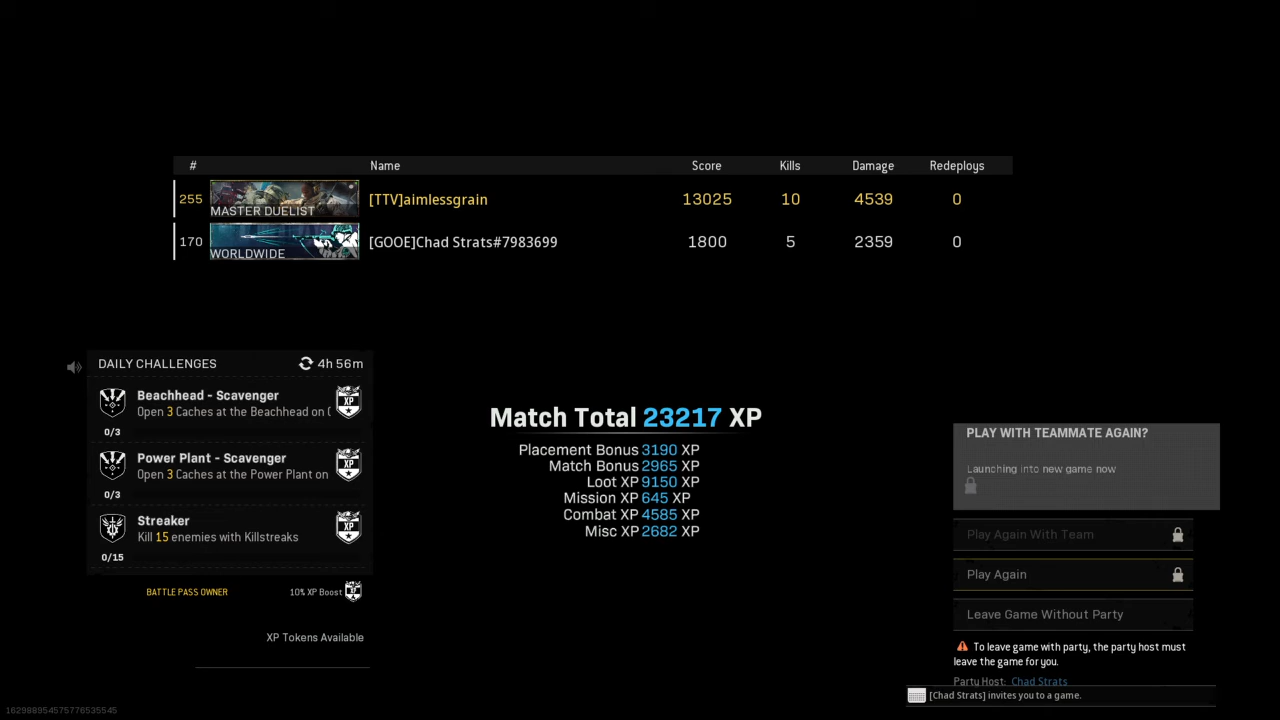 # Name Score Kills Damage Redeploys
255 MASTER DUELIST [TTV]aimlessgrain 13025 10 4539 0
170 WORLDWIDE [GOOE]Chad Strats#7983699 1800 5 2359 0
DAILY CHALLENGES 4h 56m
Beachhead - Scavenger
Open 3 Caches at the Beachhead on
XP
0/3
Power Plant - Scavenger
Open 3 Caches at the Power Plant on
XP
0/3
Streaker
Kill 15 enemies with Killstreaks
XP
0/15
BATTLE PASS OWNER 10% XP Boost
XP Tokens Available
Match Total 23217 XP
Placement Bonus 3190 XP
Match Bonus 2965 XP
Loot XP 9150 XP
Mission XP 645 XP
Combat XP 4585 XP
Misc XP 2682 XP
PLAY WITH TEAMMATE AGAIN?
Launching into new game now
Play Again With Team
Play Again
Leave Game Without Party
To leave game with party, the party host must
leave the game for you.
Party Host: Chad Strats
[Chad Strats] invites you to a game.